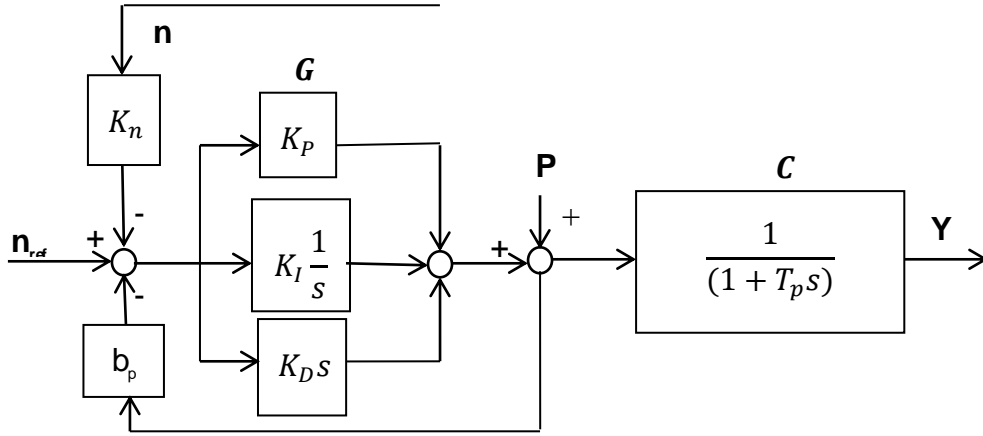 n
G
K_n
K_P
P
+
C
n_ref
+
-
K_I 1/s
+
1/(1 + T_p s)
Y
-
b_p
K_D s